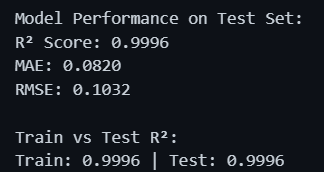 Model Performance on Test Set:
R² Score: 0.9996
MAE: 0.0820
RMSE: 0.1032
Train vs Test R²:
Train: 0.9996 | Test: 0.9996